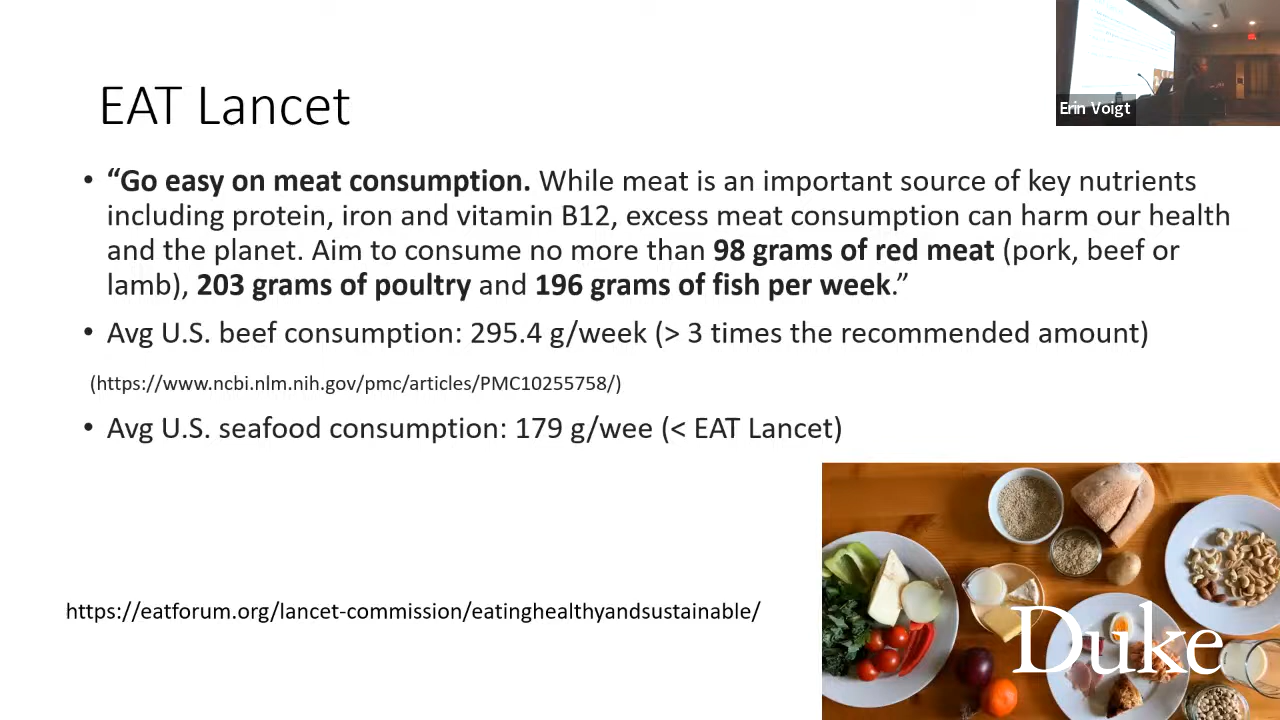 Erin Voigt
EAT Lancet
• “Go easy on meat consumption. While meat is an important source of key nutrients
including protein, iron and vitamin B12, excess meat consumption can harm our health
and the planet. Aim to consume no more than 98 grams of red meat (pork, beef or
lamb), 203 grams of poultry and 196 grams of fish per week.”
• Avg U.S. beef consumption: 295.4 g/week (> 3 times the recommended amount)
(https://www.ncbi.nlm.nih.gov/pmc/articles/PMC10255758/)
• Avg U.S. seafood consumption: 179 g/wee (< EAT Lancet)
https://eatforum.org/lancet-commission/eatinghealthyandsustainable/
Duke